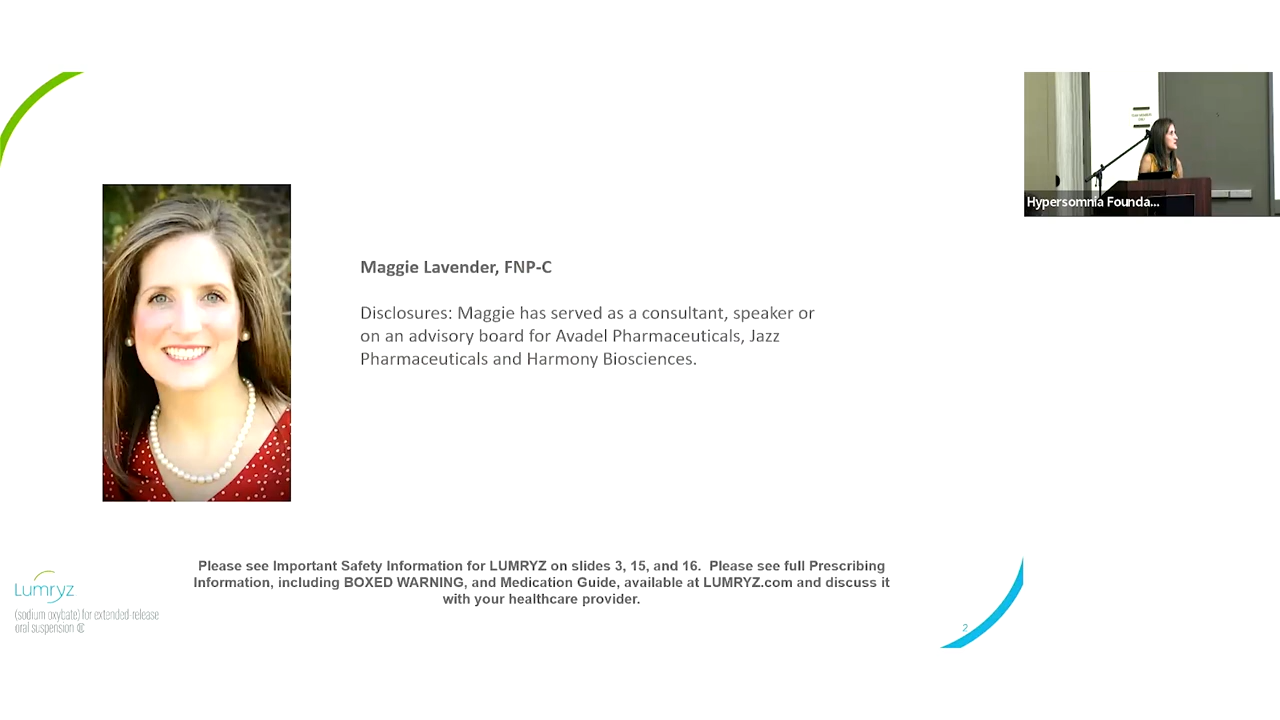 Hypersomnia Founda...
Maggie Lavender, FNP-C
Disclosures: Maggie has served as a consultant, speaker or
on an advisory board for Avadel Pharmaceuticals, Jazz
Pharmaceuticals and Harmony Biosciences.
Please see Important Safety Information for LUMRYZ on slides 3, 15, and 16. Please see full Prescribing
Information, including BOXED WARNING, and Medication Guide, available at LUMRYZ.com and discuss it
with your healthcare provider.
Lumryz
(sodium oxybate) for extended-release
oral suspension ©
2